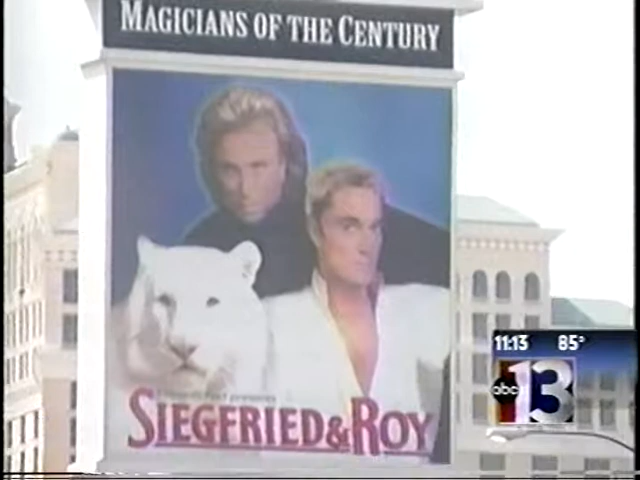 MAGICIANS OF THE CENTURY
SIEGFRIED & ROY
11:13 85°
abc 13